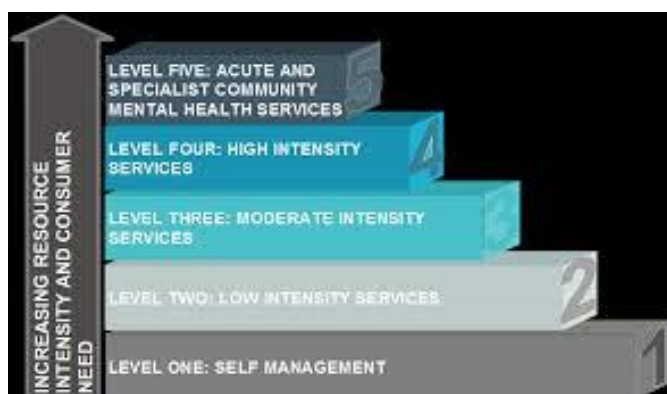 LEVEL FIVE: ACUTE AND
SPECIALIST COMMUNITY
MENTAL HEALTH SERVICES
5
LEVEL FOUR: HIGH INTENSITY
SERVICES
4
LEVEL THREE: MODERATE INTENSITY
SERVICES
3
LEVEL TWO: LOW INTENSITY SERVICES
2
LEVEL ONE: SELF MANAGEMENT
1
INCREASING RESOURCE
INTENSITY AND CONSUMER
NEED